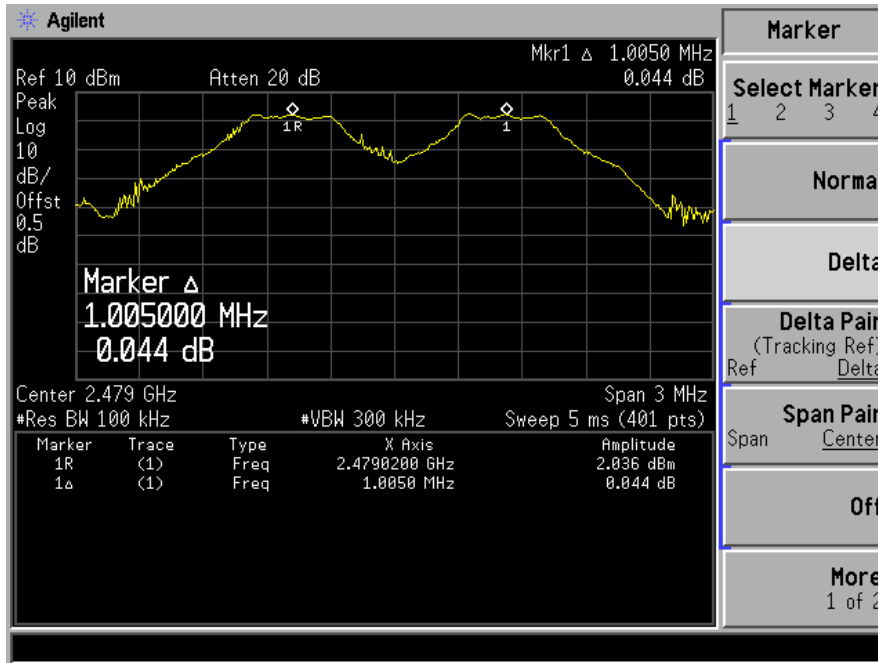 Agilent
Mkr1 Δ 1.0050 MHz
Ref 10 dBm Atten 20 dB 0.044 dB
Peak
Log
10
dB/
Offst
0.5
dB
1R
1
Marker Δ
1.005000 MHz
0.044 dB
Center 2.479 GHz Span 3 MHz
#Res BW 100 kHz #VBW 300 kHz Sweep 5 ms (401 pts)
Marker Trace Type X Axis Amplitude
1R (1) Freq 2.4790200 GHz 2.036 dBm
1Δ (1) Freq 1.0050 MHz 0.044 dB
Marker
Select Marker
1 2 3 4
Norma
Delta
Delta Pair
(Tracking Ref)
Ref Delta
Span Pair
Span Center
Off
More
1 of 2